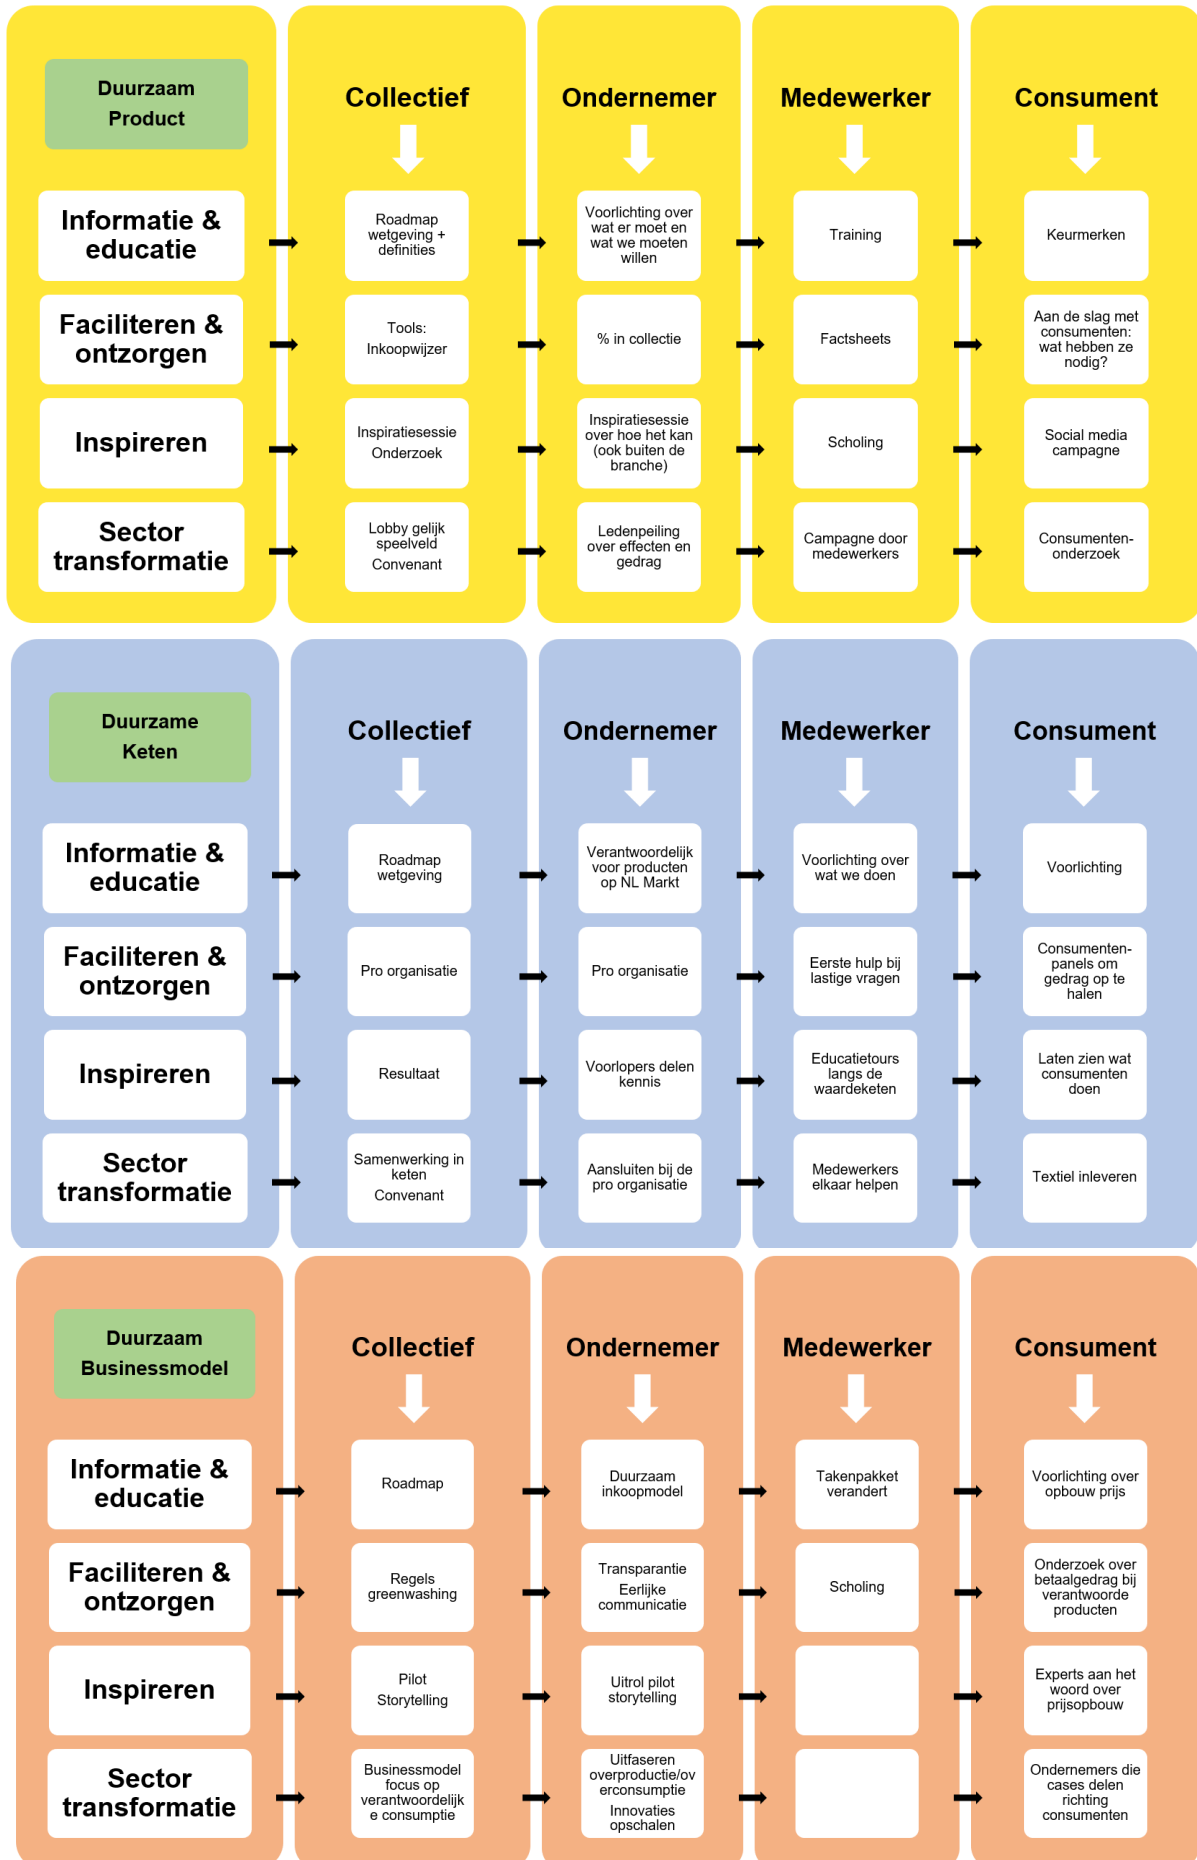 Duurzaam
Product
Collectief
Ondernemer
Medewerker
Consument
Informatie &
educatie
Roadmap
wetgeving +
definities
Voorlichting over
wat er moet en
wat we moeten
willen
Training
Keurmerken
Faciliteren &
ontzorgen
Tools:
Inkoopwijzer
% in collectie
Factsheets
Aan de slag met
consumenten:
wat hebben ze
nodig?
Inspireren
Inspiratiesessie
Onderzoek
Inspiratiesessie
over hoe het kan
(ook buiten de
branche)
Scholing
Social media
campagne
Sector
transformatie
Lobby gelijk
speelveld
Convenant
Ledenpeiling
over effecten en
gedrag
Campagne door
medewerkers
Consumenten-
onderzoek
Duurzame
Keten
Collectief
Ondernemer
Medewerker
Consument
Informatie &
educatie
Roadmap
wetgeving
Verantwoordelijk
voor producten
op NL Markt
Voorlichting over
wat we doen
Voorlichting
Faciliteren &
ontzorgen
Pro organisatie
Pro organisatie
Eerste hulp bij
lastige vragen
Consumenten-
panels om
gedrag op te
halen
Inspireren
Resultaat
Voorlopers delen
kennis
Educatietours
langs de
waardeketen
Laten zien wat
consumenten
doen
Sector
transformatie
Samenwerking in
keten
Convenant
Aansluiten bij de
pro organisatie
Medewerkers
elkaar helpen
Textiel inleveren
Duurzaam
Businessmodel
Collectief
Ondernemer
Medewerker
Consument
Informatie &
educatie
Roadmap
Duurzaam
inkoopmodel
Takenpakket
verandert
Voorlichting over
opbouw prijs
Faciliteren &
ontzorgen
Regels
greenwashing
Transparantie
Eerlijke
communicatie
Scholing
Onderzoek over
betaalgedrag bij
verantwoorde
producten
Inspireren
Pilot
Storytelling
Uitrol pilot
storytelling
Experts aan het
woord over
prijsopbouw
Sector
transformatie
Businessmodel
focus op
verantwoordelijk
e consumptie
Uitfaseren
overproductie/ov
erconsumptie
Innovaties
opschalen
Ondernemers die
cases delen
richting
consumenten